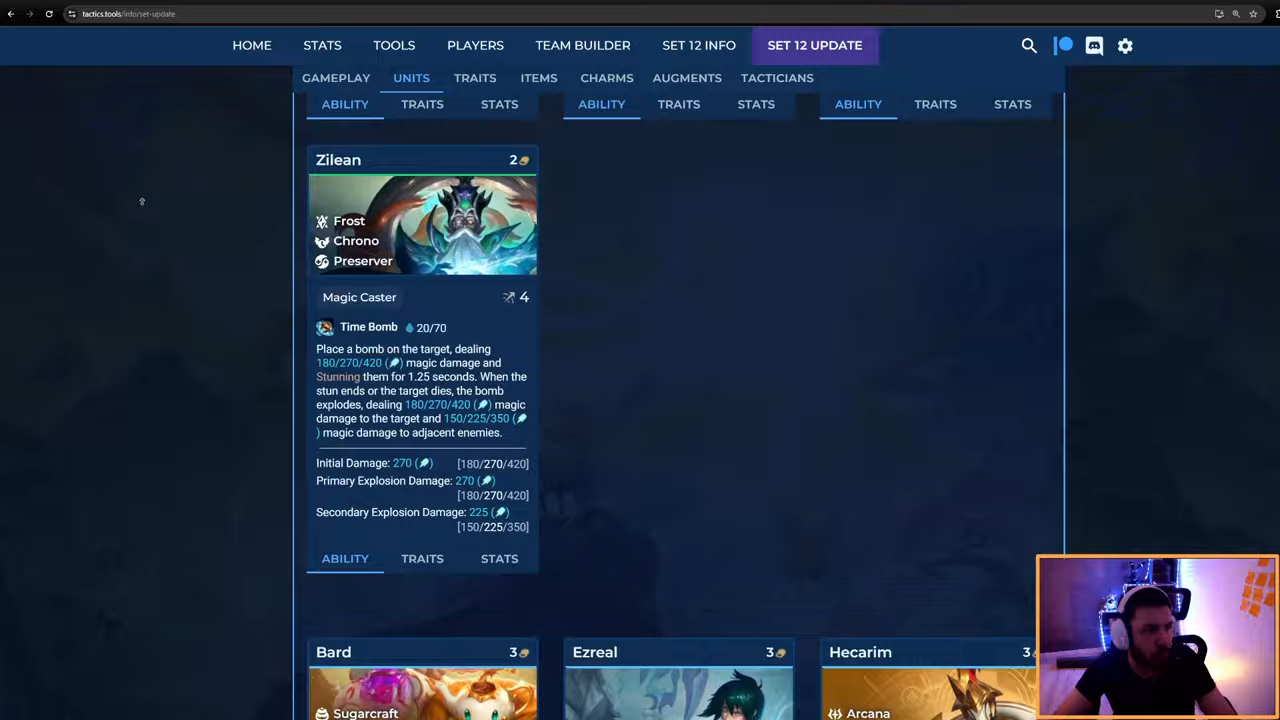 tactics.tools/info/set-update
HOME STATS TOOLS PLAYERS TEAM BUILDER SET 12 INFO SET 12 UPDATE
GAMEPLAY UNITS TRAITS ITEMS CHARMS AUGMENTS TACTICIANS
ABILITY TRAITS STATS ABILITY TRAITS STATS ABILITY TRAITS STATS
Zilean 2
Frost
Chrono
Preserver
Magic Caster 4
Time Bomb 20/70
Place a bomb on the target, dealing
180/270/420 ( ) magic damage and
Stunning them for 1.25 seconds. When the
stun ends or the target dies, the bomb
explodes, dealing 180/270/420 ( ) magic
damage to the target and 150/225/350 (
) magic damage to adjacent enemies.
Initial Damage: 270 ( ) [180/270/420]
Primary Explosion Damage: 270 ( )
[180/270/420]
Secondary Explosion Damage: 225 ( )
[150/225/350]
ABILITY TRAITS STATS
Bard 3 Ezreal 3 Hecarim 3
Sugarcraft Arcana